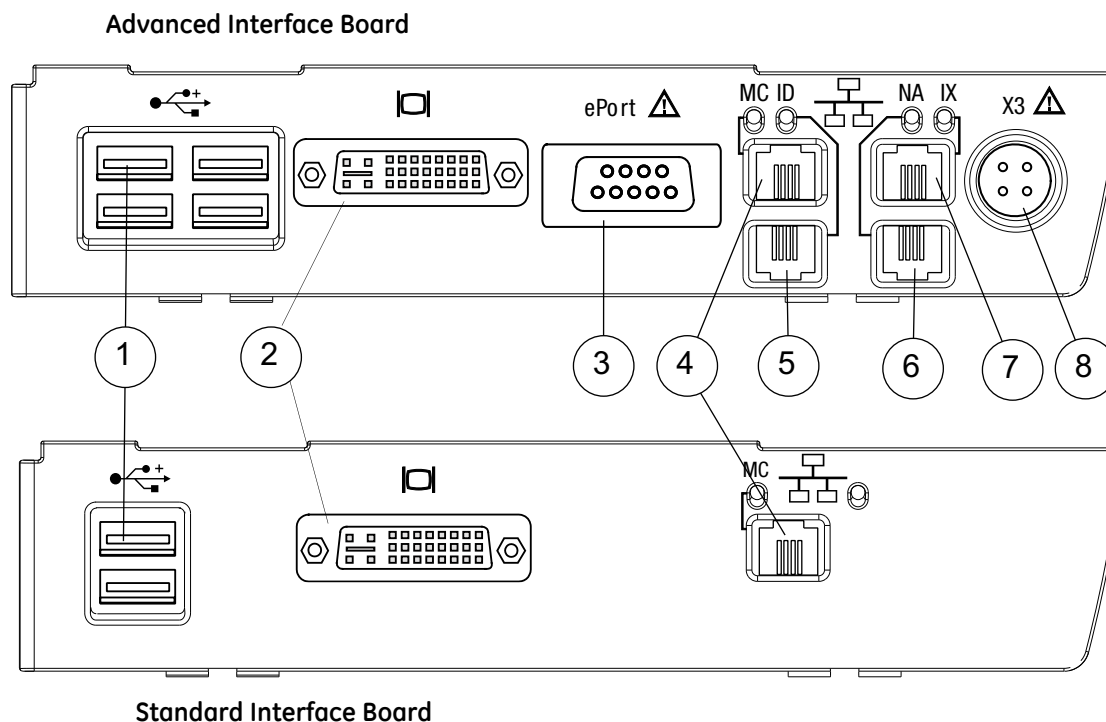 Advanced Interface Board
ePort
MC ID
NA IX
X3
1
2
3
4
5
6
7
8
MC
Standard Interface Board